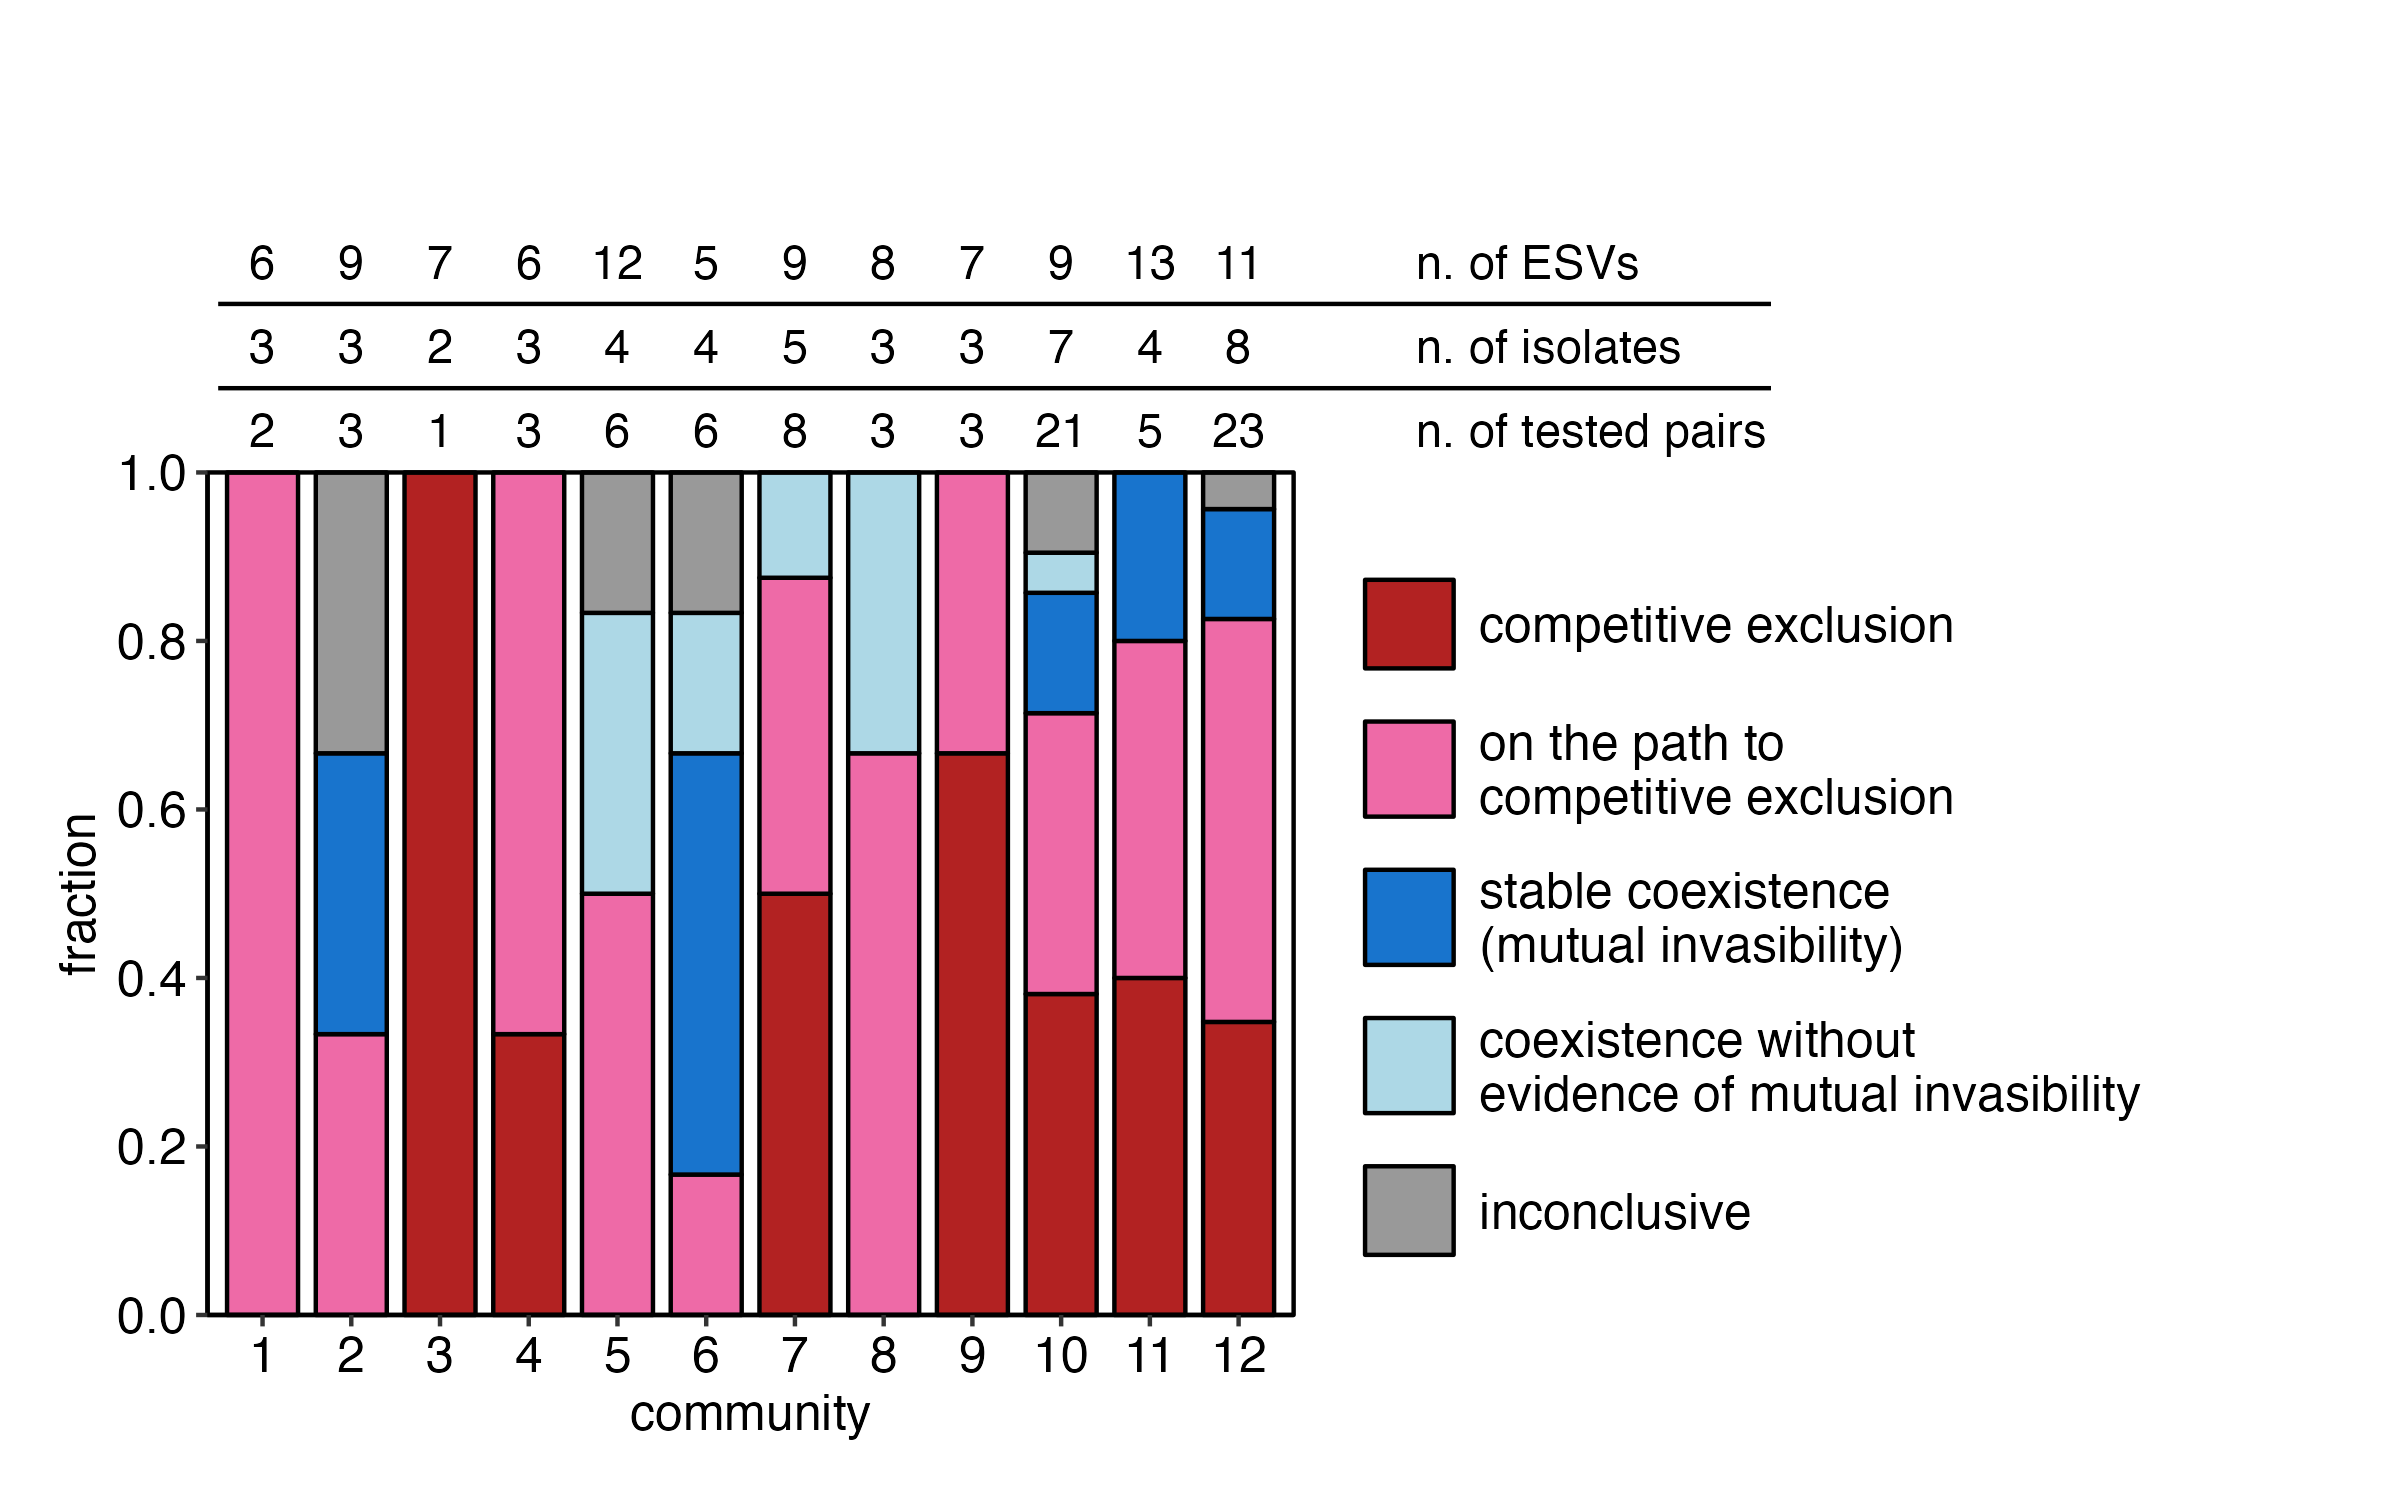 6 9 7 6 12 5 9 8 7 9 13 11 n. of ESVs
3 3 2 3 4 4 5 3 3 7 4 8 n. of isolates
2 3 1 3 6 6 8 3 3 21 5 23 n. of tested pairs
1.0
0.8
0.6
0.4
0.2
0.0
fraction
1 2 3 4 5 6 7 8 9 10 11 12
community
competitive exclusion
on the path to
competitive exclusion
stable coexistence
(mutual invasibility)
coexistence without
evidence of mutual invasibility
inconclusive